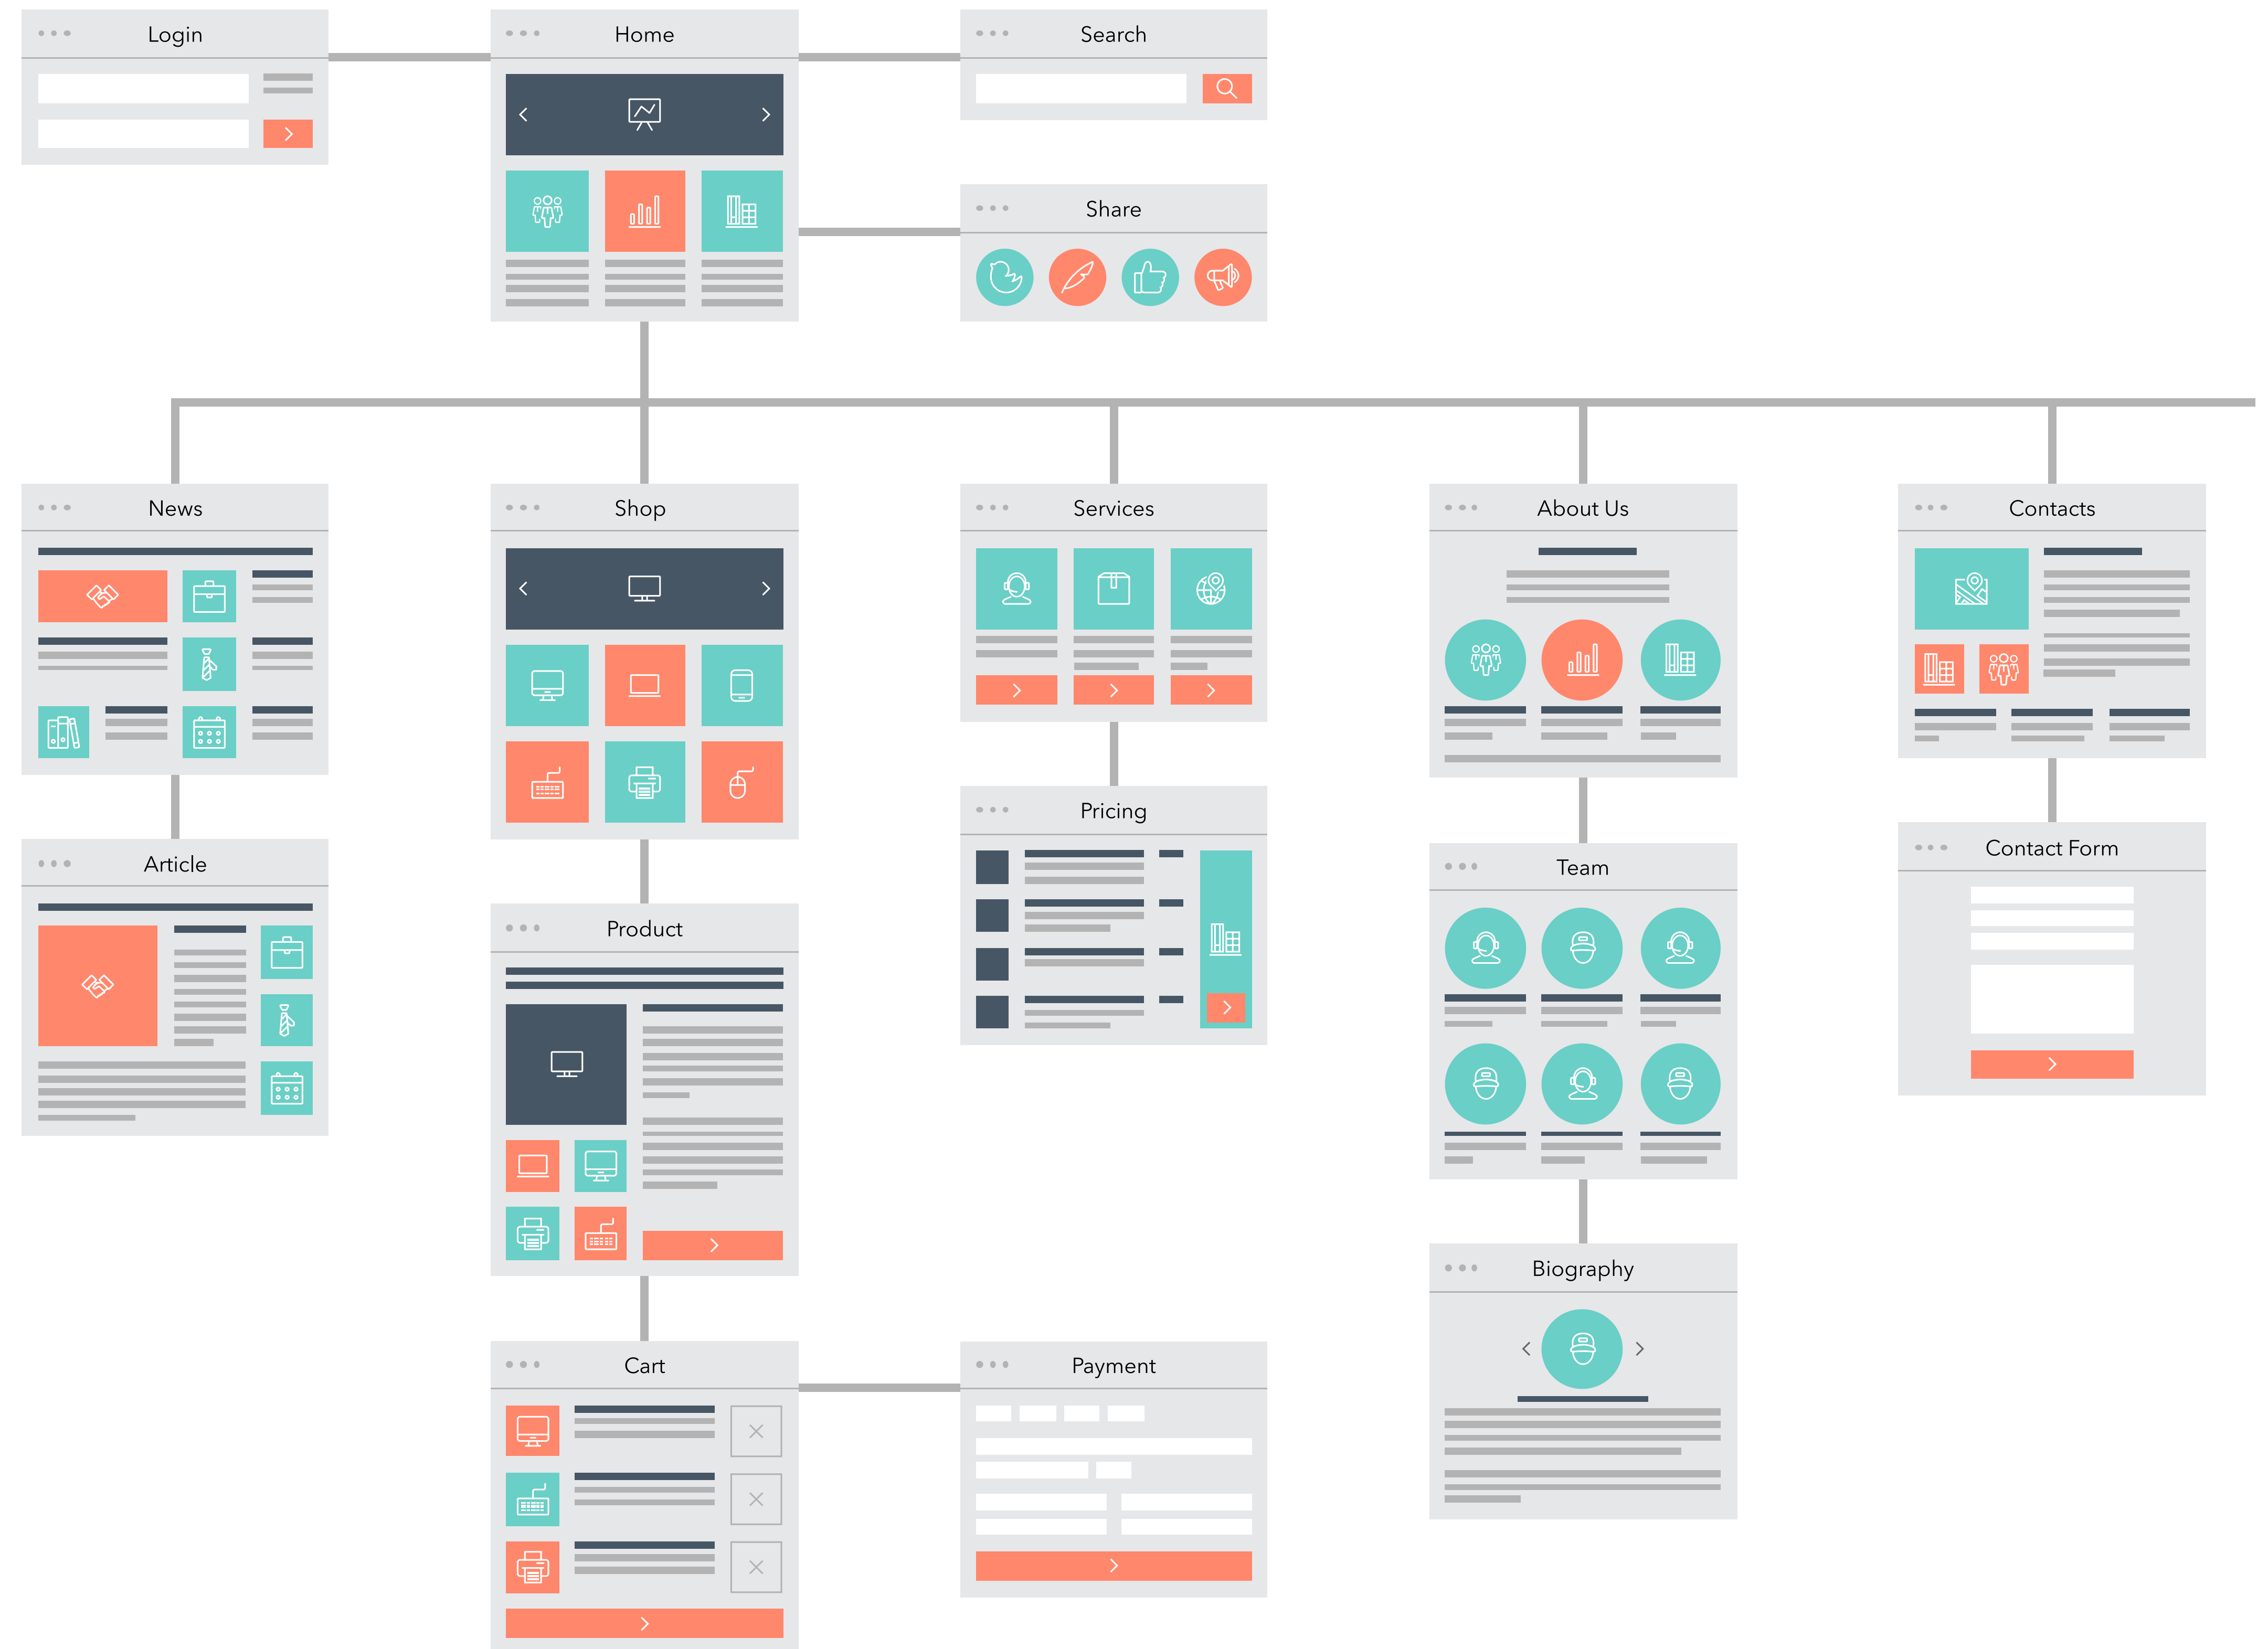 Login
Home
Search
Share
News
Shop
Services
About Us
Contacts
Pricing
Contact Form
Article
Team
Product
Biography
Cart
Payment